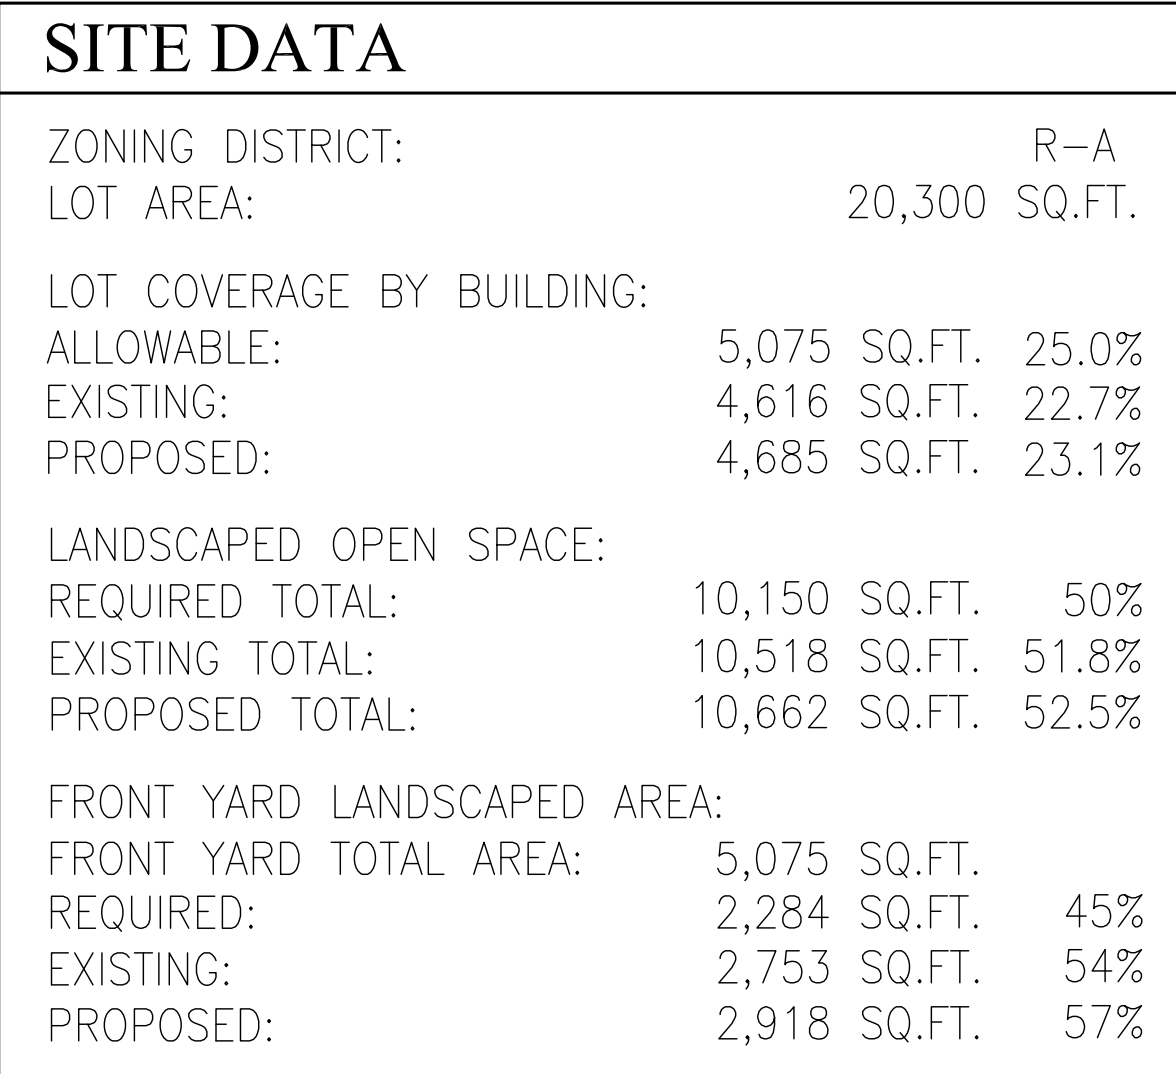 SITE DATA
ZONING DISTRICT: R-A
LOT AREA: 20,300 SQ.FT.
LOT COVERAGE BY BUILDING:
ALLOWABLE: 5,075 SQ.FT. 25.0%
EXISTING: 4,616 SQ.FT. 22.7%
PROPOSED: 4,685 SQ.FT. 23.1%
LANDSCAPED OPEN SPACE:
REQUIRED TOTAL: 10,150 SQ.FT. 50%
EXISTING TOTAL: 10,518 SQ.FT. 51.8%
PROPOSED TOTAL: 10,662 SQ.FT. 52.5%
FRONT YARD LANDSCAPED AREA:
FRONT YARD TOTAL AREA: 5,075 SQ.FT.
REQUIRED: 2,284 SQ.FT. 45%
EXISTING: 2,753 SQ.FT. 54%
PROPOSED: 2,918 SQ.FT. 57%